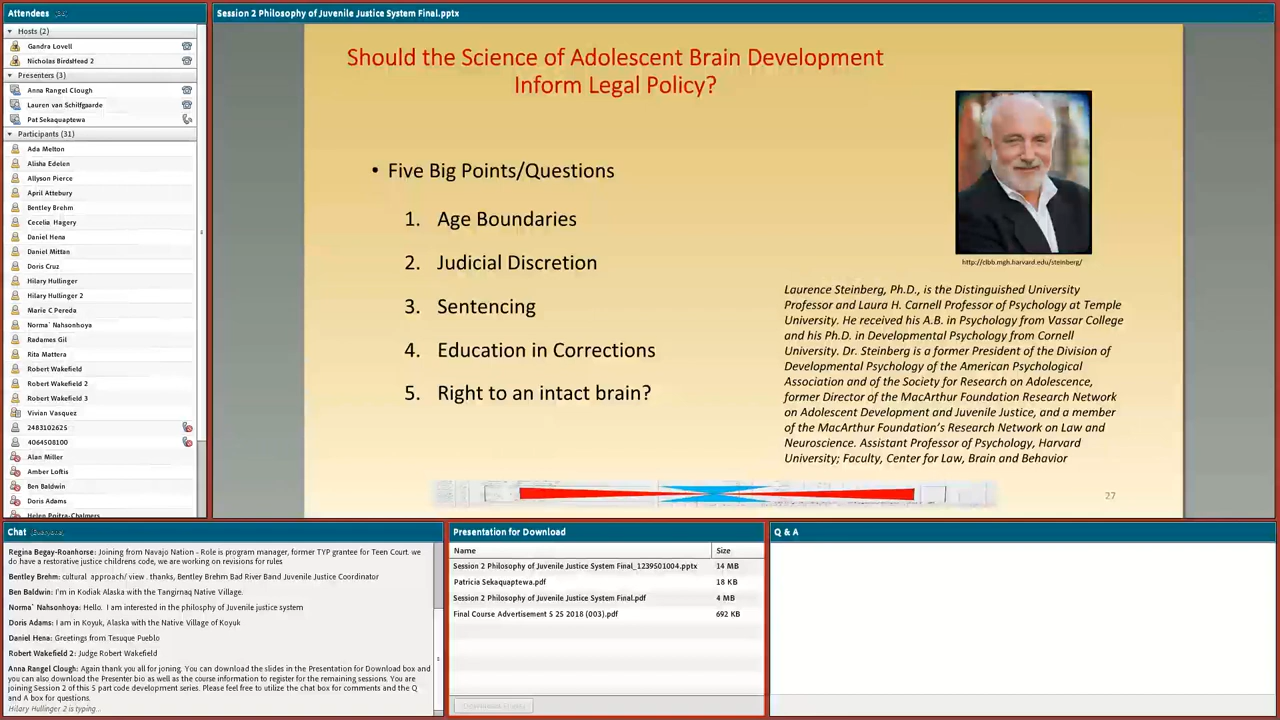 Attendees
Hosts (2)
Gandra Lovell
Nicholas BirdsHead 2
Presenters (3)
Anna Rangel Clough
Lauren van Schilfgaarde
Pat Sekaquaptewa
Participants (31)
Ada Melton
Alisha Edelen
Allyson Pierce
April Attebury
Bentley Brehm
Cecelia Hagery
Daniel Hena
Daniel Mittan
Doris Cruz
Hilary Hullinger
Hilary Hullinger 2
Marie C Pereda
Norma` Nahsonhoya
Radames Gil
Rita Mattera
Robert Wakefield
Robert Wakefield 2
Robert Wakefield 3
Vivian Vasquez
2483102625
4064508100
Alan Miller
Amber Loftis
Ben Baldwin
Doris Adams
Helen Poitra-Chalmers
Session 2 Philosophy of Juvenile Justice System Final.pptx
Should the Science of Adolescent Brain Development
Inform Legal Policy?
• Five Big Points/Questions
1. Age Boundaries
2. Judicial Discretion
3. Sentencing
4. Education in Corrections
5. Right to an intact brain?
http://clbb.mgh.harvard.edu/steinberg/
Laurence Steinberg, Ph.D., is the Distinguished University
Professor and Laura H. Carnell Professor of Psychology at Temple
University. He received his A.B. in Psychology from Vassar College
and his Ph.D. in Developmental Psychology from Cornell
University. Dr. Steinberg is a former President of the Division of
Developmental Psychology of the American Psychological
Association and of the Society for Research on Adolescence,
former Director of the MacArthur Foundation Research Network
on Adolescent Development and Juvenile Justice, and a member
of the MacArthur Foundation's Research Network on Law and
Neuroscience. Assistant Professor of Psychology, Harvard
University; Faculty, Center for Law, Brain and Behavior
27
Chat (Everyone)
Regina Begay-Roanhorse: Joining from Navajo Nation - Role is program manager, former TYP grantee for Teen Court. we
do have a restorative justice childrens code, we are working on revisions for rules
Bentley Brehm: cultural approach/ view . thanks, Bentley Brehm Bad River Band Juvenile Justice Coordinator
Ben Baldwin: I'm in Kodiak Alaska with the Tangirnaq Native Village.
Norma` Nahsonhoya: Hello. I am interested in the philosphy of Juvenile justice system
Doris Adams: I am in Koyuk, Alaska with the Native Village of Koyuk
Daniel Hena: Greetings from Tesuque Pueblo
Robert Wakefield 2: Judge Robert Wakefield
Anna Rangel Clough: Again thank you all for joning. You can download the slides in the Presentation for Download box and
you can also download the Presenter bio as well as the course information to register for the remaining sessions. You are
joining Session 2 of this 5 part code development series. Please feel free to utilize the chat box for comments and the Q
and A box for questions.
Hilary Hullinger 2 is typing...
Presentation for Download
Name Size
Session 2 Philosophy of Juvenile Justice System Final_1239501004.pptx 14 MB
Patricia Sekaquaptewa.pdf 18 KB
Session 2 Philosophy of Juvenile Justice System Final.pdf 4 MB
Final Course Advertisement 5 25 2018 (003).pdf 692 KB
Q & A